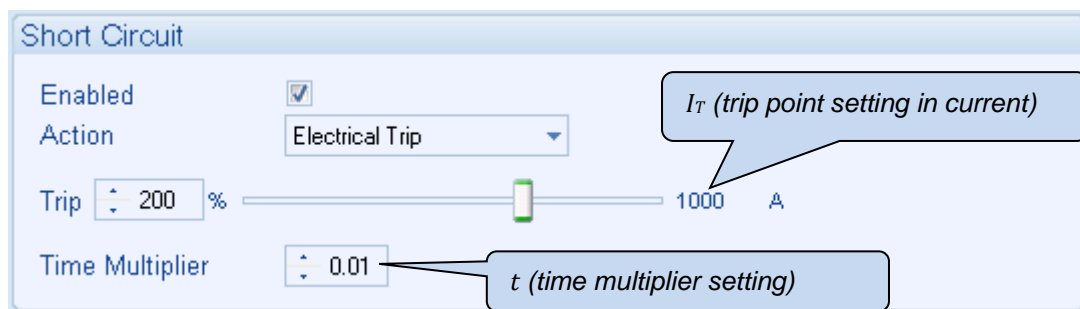 Short Circuit
Enabled
I_T (trip point setting in current)
Action Electrical Trip
Trip 200 % 1000 A
Time Multiplier 0.01
t (time multiplier setting)